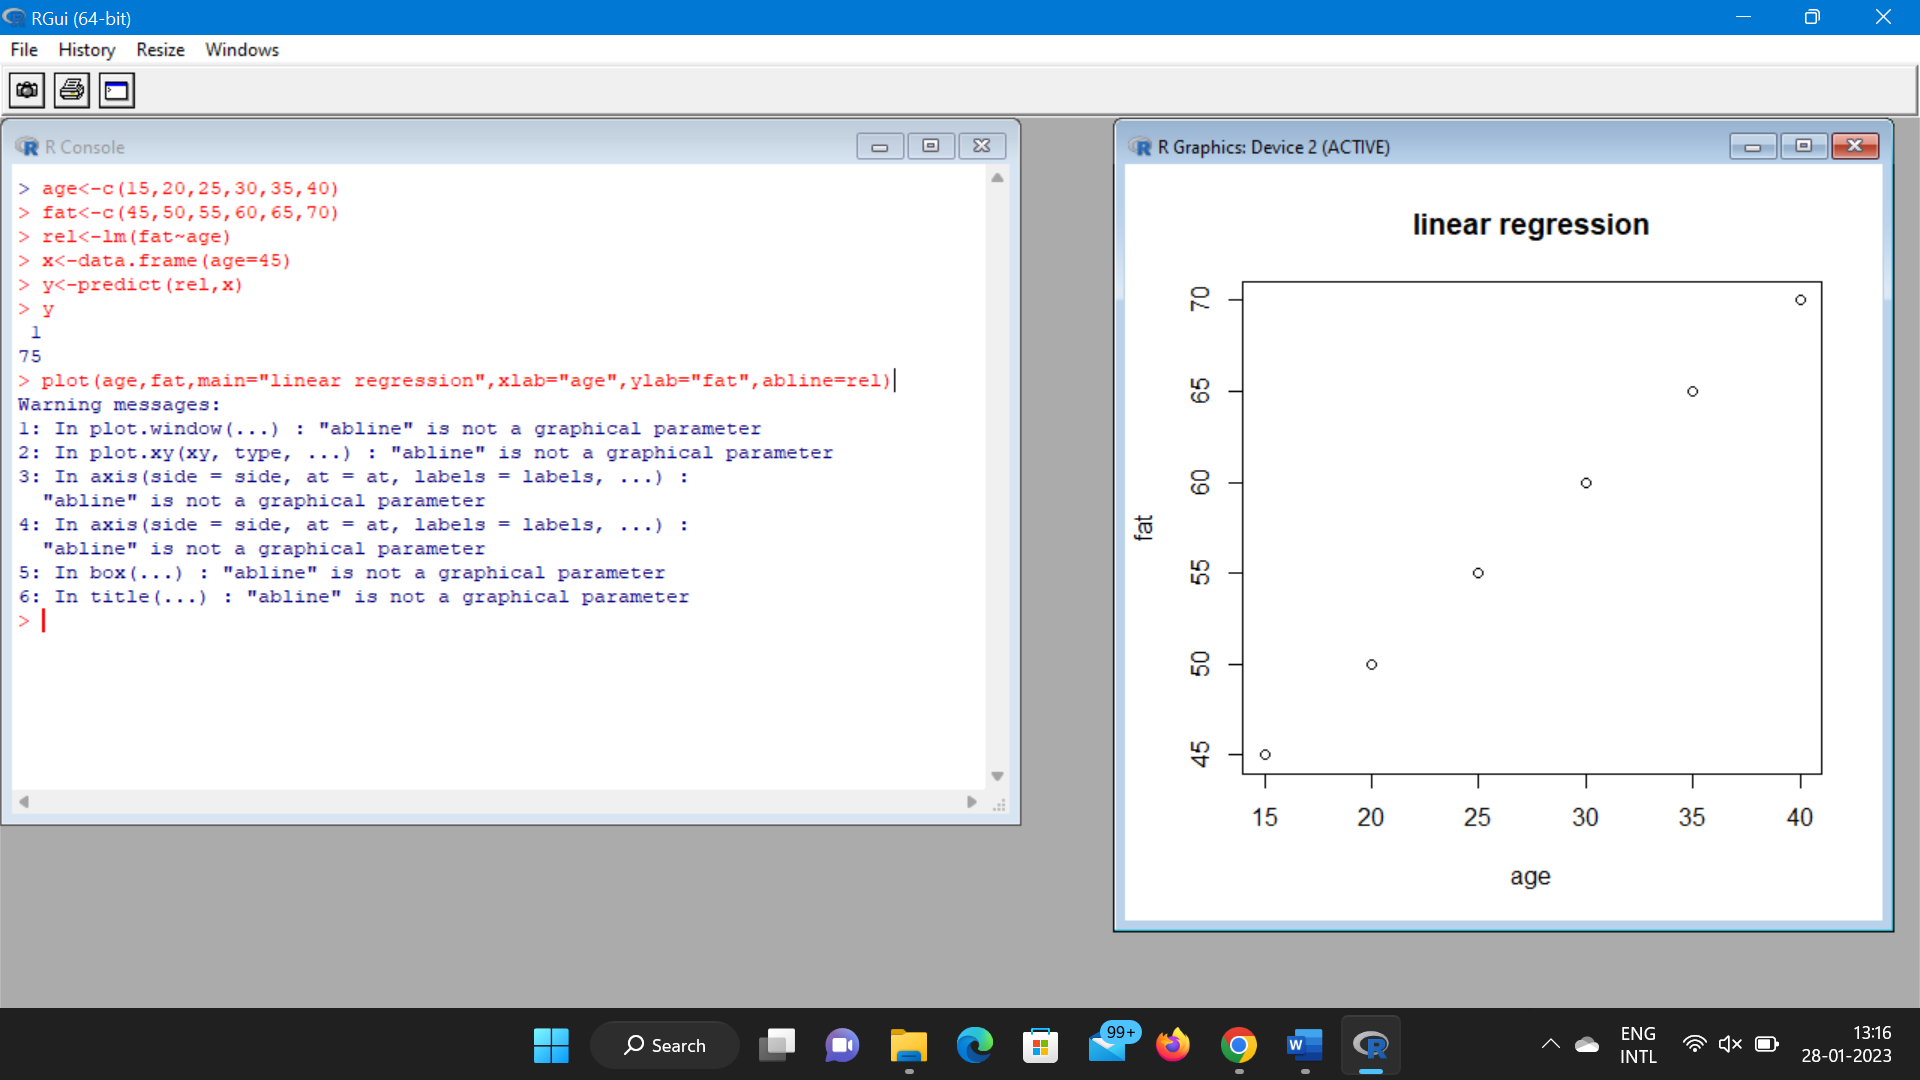 RGui (64-bit)
File History Resize Windows
R Console
> age<-c(15,20,25,30,35,40)
> fat<-c(45,50,55,60,65,70)
> rel<-lm(fat~age)
> x<-data.frame(age=45)
> y<-predict(rel,x)
> y
1
75
> plot(age,fat,main="linear regression",xlab="age",ylab="fat",abline=rel)
Warning messages:
1: In plot.window(...) : "abline" is not a graphical parameter
2: In plot.xy(xy, type, ...) : "abline" is not a graphical parameter
3: In axis(side = side, at = at, labels = labels, ...) :
"abline" is not a graphical parameter
4: In axis(side = side, at = at, labels = labels, ...) :
"abline" is not a graphical parameter
5: In box(...) : "abline" is not a graphical parameter
6: In title(...) : "abline" is not a graphical parameter
>
R Graphics: Device 2 (ACTIVE)
linear regression
70
65
60
55
50
45
fat
15 20 25 30 35 40
age
Search
99+
W
R
ENG
INTL
13:16
28-01-2023